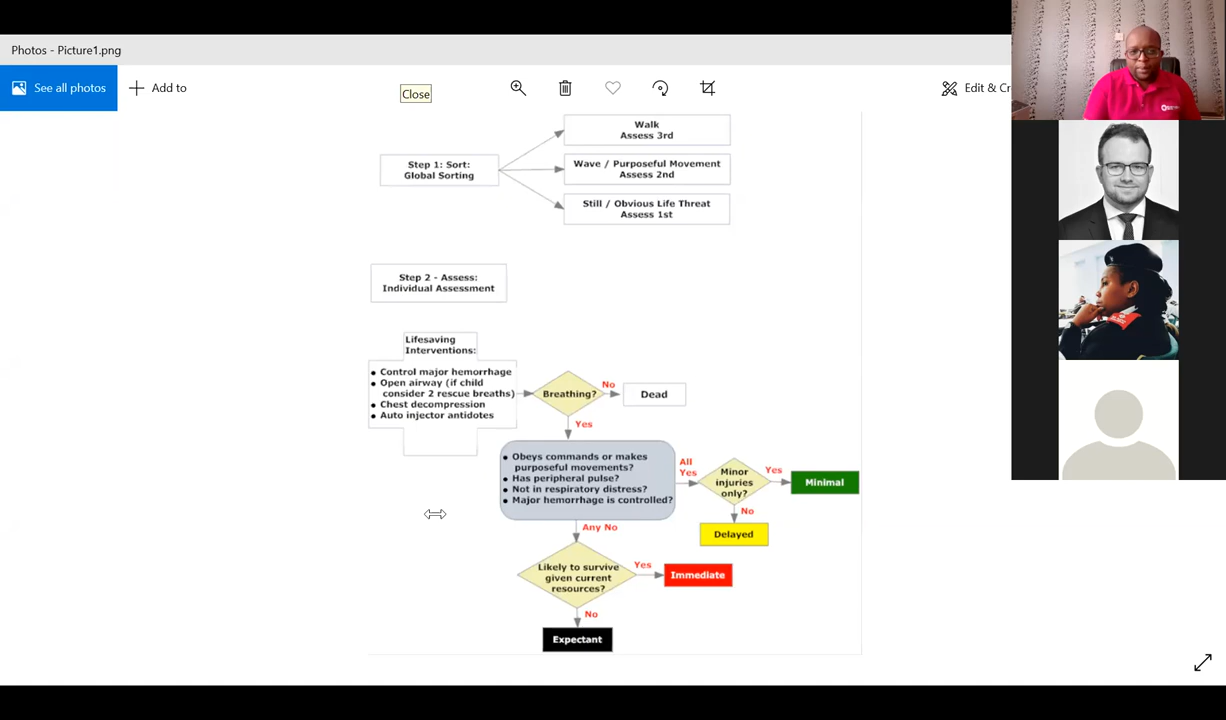 Photos - Picture1.png
See all photos
Add to
Close
Edit & Cr
Walk
Assess 3rd
Step 1: Sort:
Global Sorting
Wave / Purposeful Movement
Assess 2nd
Still / Obvious Life Threat
Assess 1st
Step 2 - Assess:
Individual Assessment
Lifesaving
Interventions:
• Control major hemorrhage
• Open airway (if child
consider 2 rescue breaths)
• Chest decompression
• Auto injector antidotes
Breathing?
No
Dead
Yes
• Obeys commands or makes
purposeful movements?
• Has peripheral pulse?
• Not in respiratory distress?
• Major hemorrhage is controlled?
All
Yes
Minor
injuries
only?
Yes
Minimal
No
Delayed
Any No
Likely to survive
given current
resources?
Yes
Immediate
No
Expectant